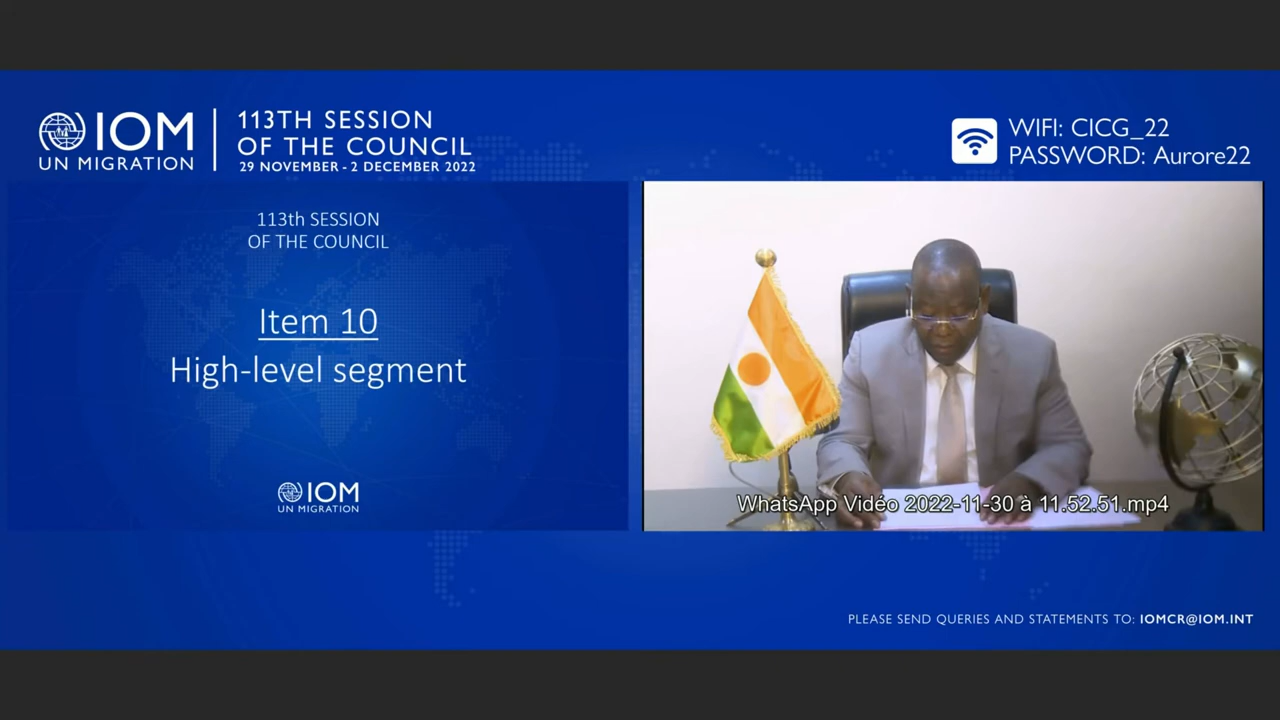 IOM
UN MIGRATION
113TH SESSION
OF THE COUNCIL
29 NOVEMBER - 2 DECEMBER 2022
WIFI: CICG_22
PASSWORD: Aurore22
113th SESSION
OF THE COUNCIL
Item 10
High-level segment
IOM
UN MIGRATION
WhatsApp Vidéo 2022-11-30 à 11.52.51.mp4
PLEASE SEND QUERIES AND STATEMENTS TO: IOMCR@IOM.INT